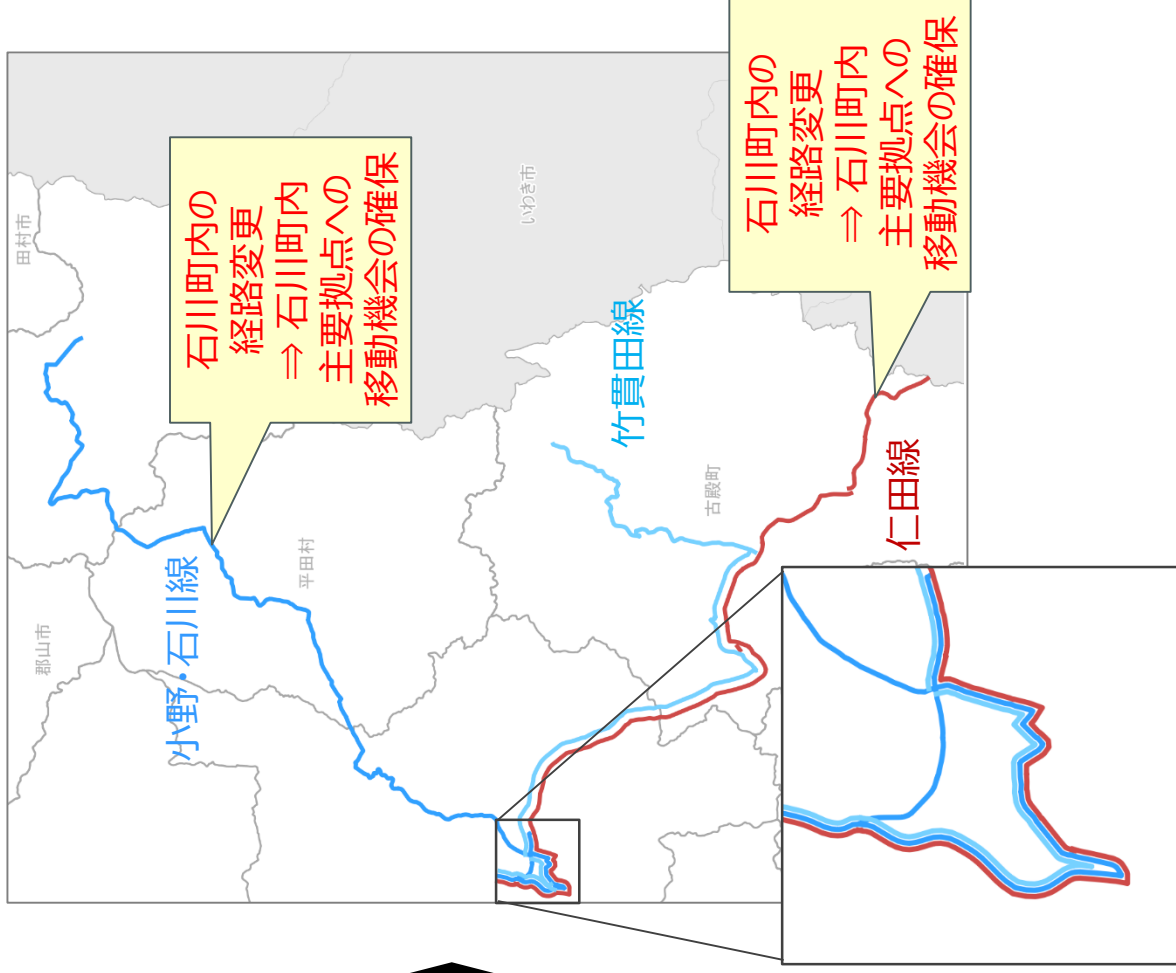 田村市
石川町内の
経路変更
⇒ 石川町内
主要拠点への
移動機会の確保
いわき市
石川町内の
経路変更
⇒ 石川町内
主要拠点への
移動機会の確保
竹貫田線
古殿町
仁田線
平田村
郡山市
小野・石川線